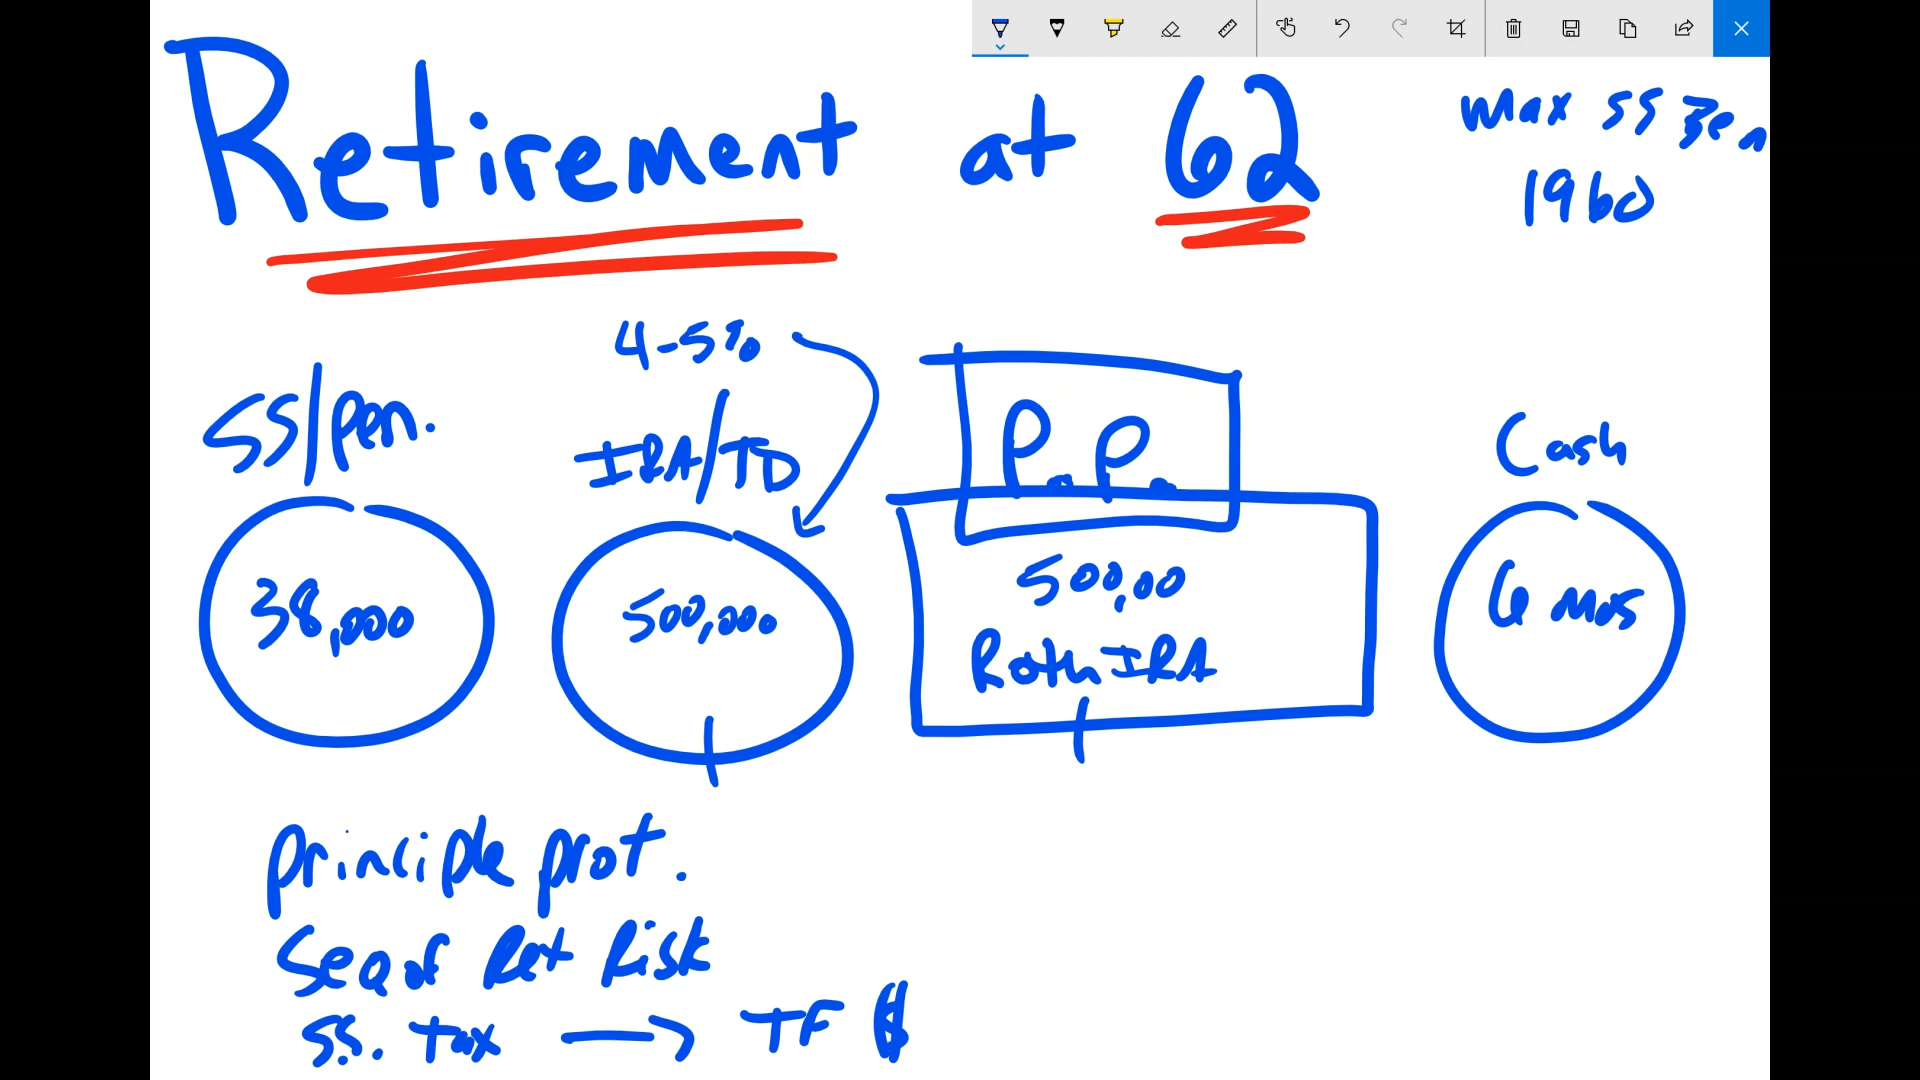 Retirement at 62
Max SS Ben
1960
4-5%
SS/Pen.
IRA/TD
P.P.
Cash
38,000
500,000
500,00
Roth IRA
6 mos
principle prot.
Seq of Ret Risk
S.S. Tax → TF $